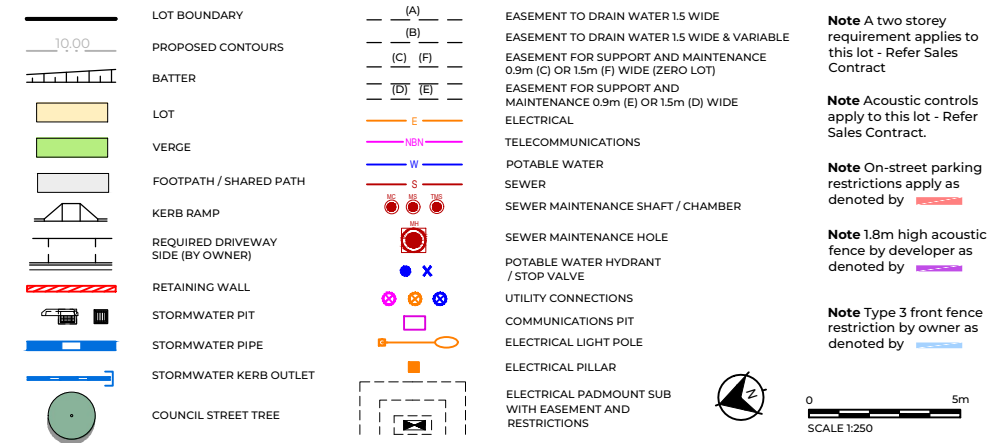 LOT BOUNDARY
10.00
PROPOSED CONTOURS
BATTER
LOT
VERGE
FOOTPATH / SHARED PATH
KERB RAMP
REQUIRED DRIVEWAY
SIDE (BY OWNER)
RETAINING WALL
STORMWATER PIT
STORMWATER PIPE
STORMWATER KERB OUTLET
COUNCIL STREET TREE
(A)
EASEMENT TO DRAIN WATER 1.5 WIDE
(B)
EASEMENT TO DRAIN WATER 1.5 WIDE & VARIABLE
(C) (F)
EASEMENT FOR SUPPORT AND MAINTENANCE
0.9m (C) OR 1.5m (F) WIDE (ZERO LOT)
(D) (E)
EASEMENT FOR SUPPORT AND
MAINTENANCE 0.9m (E) OR 1.5m (D) WIDE
E
ELECTRICAL
NBN
TELECOMMUNICATIONS
W
POTABLE WATER
S
SEWER
MC MS TMS
SEWER MAINTENANCE SHAFT / CHAMBER
MH
SEWER MAINTENANCE HOLE
POTABLE WATER HYDRANT
/ STOP VALVE
UTILITY CONNECTIONS
COMMUNICATIONS PIT
ELECTRICAL LIGHT POLE
ELECTRICAL PILLAR
ELECTRICAL PADMOUNT SUB
WITH EASEMENT AND
RESTRICTIONS
Note A two storey
requirement applies to
this lot - Refer Sales
Contract
Note Acoustic controls
apply to this lot - Refer
Sales Contract.
Note On-street parking
restrictions apply as
denoted by
Note 1.8m high acoustic
fence by developer as
denoted by
Note Type 3 front fence
restriction by owner as
denoted by
N
0 5m
SCALE 1:250